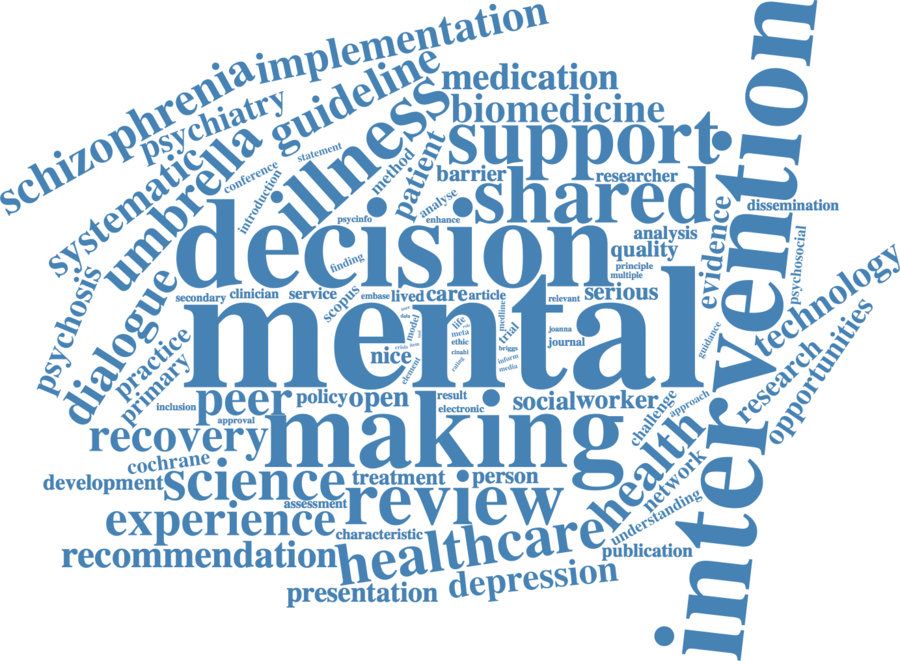 implementation
schizophrenia
psychiatry
guideline
medication
biomedicine
support
intervention
systematic
umbrella
illness
statement
conference
introduction
method
patient
barrier
researcher
shared
analyse
enhance
psycinfo
decision
dissemination
evidence
analysis
quality
principle
multiple
psychosocial
finding
psychosis
dialogue
secondary
clinician
service
scopus
embase
lived
care
article
relevant
serious
technology
mental
model
life
meta
ethic
cinahl
rating
medline
trial
briggs
inform
media
joanna
journal
guidance
nice
element
practice
primary
opportunities
research
inclusion
peer
policy
open
result
electronic
socialworker
challenge
approach
approval
recovery
making
health
cochrane
development
science
treatment
person
network
assessment
review
understanding
experience
characteristic
healthcare
publication
recommendation
presentation
depression